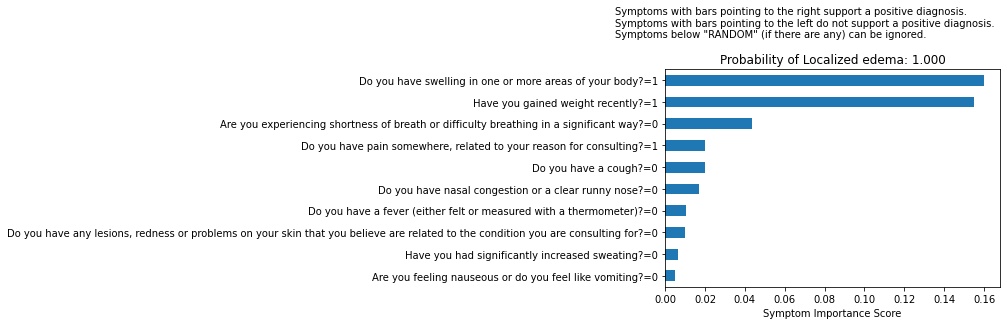 Symptoms with bars pointing to the right support a positive diagnosis.
Symptoms with bars pointing to the left do not support a positive diagnosis.
Symptoms below "RANDOM" (if there are any) can be ignored.
Probability of Localized edema: 1.000
Do you have swelling in one or more areas of your body?=1
Have you gained weight recently?=1
Are you experiencing shortness of breath or difficulty breathing in a significant way?=0
Do you have pain somewhere, related to your reason for consulting?=1
Do you have a cough?=0
Do you have nasal congestion or a clear runny nose?=0
Do you have a fever (either felt or measured with a thermometer)?=0
Do you have any lesions, redness or problems on your skin that you believe are related to the condition you are consulting for?=0
Have you had significantly increased sweating?=0
Are you feeling nauseous or do you feel like vomiting?=0
0.00 0.02 0.04 0.06 0.08 0.10 0.12 0.14 0.16
Symptom Importance Score